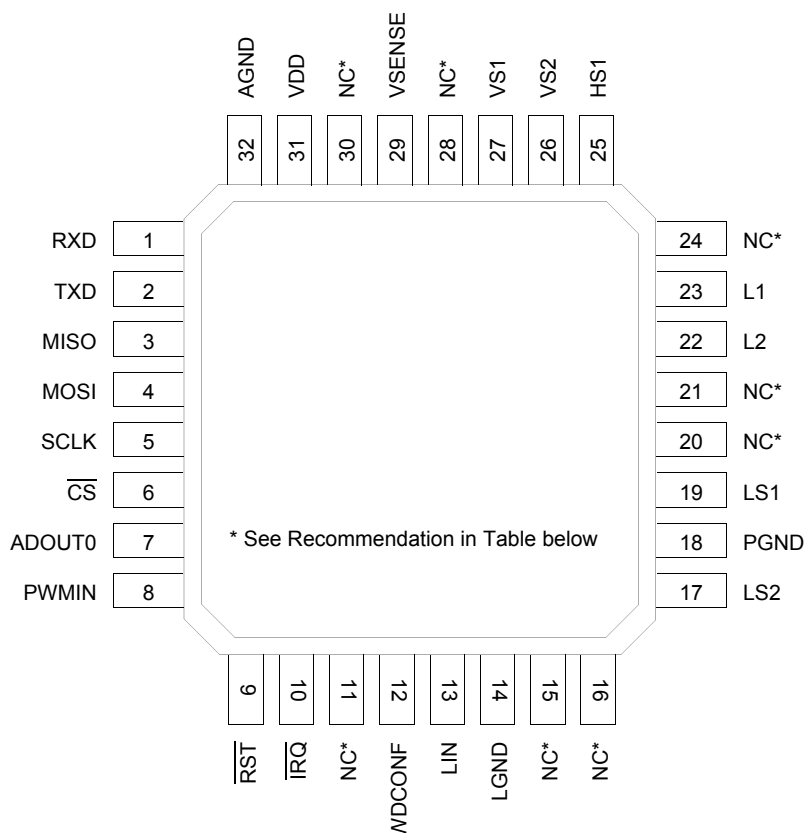 AGND VDD NC* VSENSE NC* VS1 VS2 HS1
32 31 30 29 28 27 26 25
RXD 1 24 NC*
TXD 2 23 L1
MISO 3 22 L2
MOSI 4 21 NC*
SCLK 5 20 NC*
C̅S̅ 6 19 LS1
ADOUT0 7 * See Recommendation in Table below 18 PGND
PWMIN 8 17 LS2
9 10 11 12 13 14 15 16
R̅S̅T̅ I̅R̅Q̅ NC* WDCONF LIN LGND NC* NC*